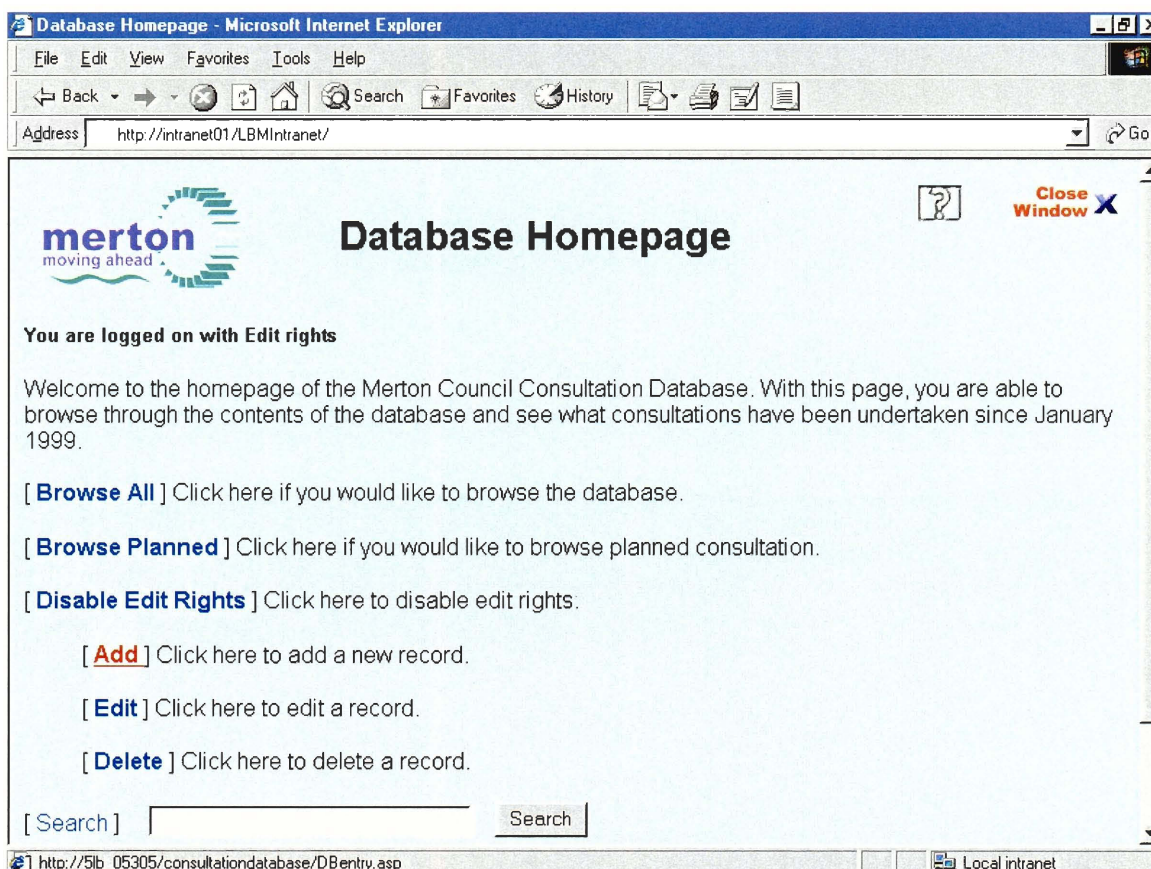 Database Homepage - Microsoft Internet Explorer
File Edit View Favorites Tools Help
Back Search Favorites History
Address http://intranet01/LBMIntranet/ Go
merton
moving ahead
Database Homepage
?
Close
Window X
You are logged on with Edit rights
Welcome to the homepage of the Merton Council Consultation Database. With this page, you are able to
browse through the contents of the database and see what consultations have been undertaken since January
1999.
[ Browse All ] Click here if you would like to browse the database.
[ Browse Planned ] Click here if you would like to browse planned consultation.
[ Disable Edit Rights ] Click here to disable edit rights.
[ Add ] Click here to add a new record.
[ Edit ] Click here to edit a record.
[ Delete ] Click here to delete a record.
[ Search ] Search
http://5lb_05305/consultationdatabase/DBentry.asp Local intranet